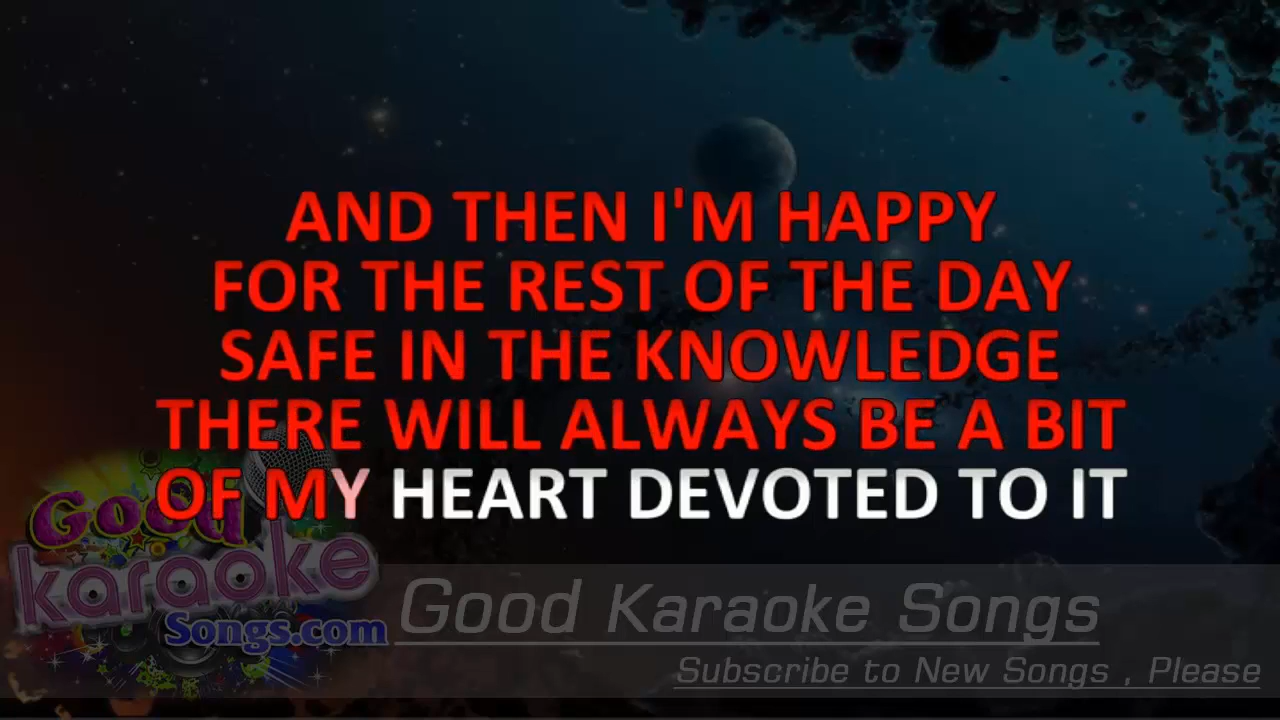 AND THEN I'M HAPPY
FOR THE REST OF THE DAY
SAFE IN THE KNOWLEDGE
THERE WILL ALWAYS BE A BIT
OF MY HEART DEVOTED TO IT
Good
karaoke
Songs.com
Good Karaoke Songs
Subscribe to New Songs , Please